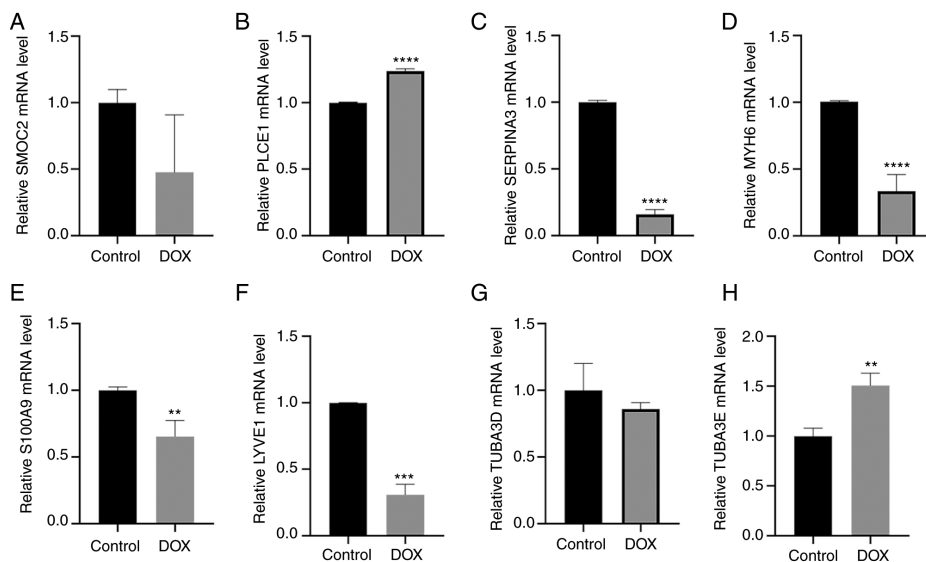 A
Relative SMOC2 mRNA level
1.5
1.0
0.5
0.0
Control DOX
B
Relative PLCE1 mRNA level
1.5
1.0
0.5
0.0
****
Control DOX
C
Relative SERPINA3 mRNA level
1.5
1.0
0.5
0.0
****
Control DOX
D
Relative MYH6 mRNA level
1.5
1.0
0.5
0.0
****
Control DOX
E
Relative S100A9 mRNA level
1.5
1.0
0.5
0.0
**
Control DOX
F
Relative LYVE1 mRNA level
1.5
1.0
0.5
0.0
***
Control DOX
G
Relative TUBA3D mRNA level
1.5
1.0
0.5
0.0
Control DOX
H
Relative TUBA3E mRNA level
2.0
1.5
1.0
0.5
0.0
**
Control DOX